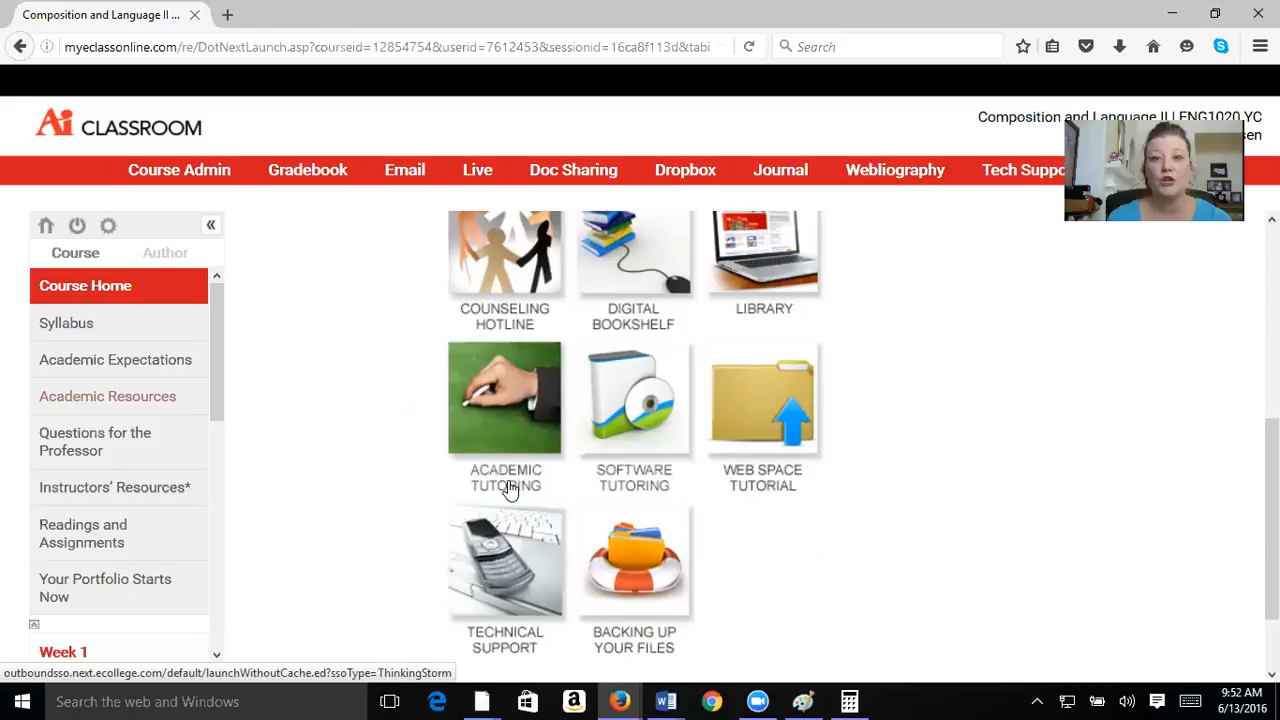 Composition and Language II ...
myeclassonline.com/re/DotNextLaunch.asp?courseid=12854754&userid=7612453&sessionid=16ca8f113d&tabi
Search
Ai CLASSROOM
Composition and Language II | ENG1020 YC
sen
Course Admin
Gradebook
Email
Live
Doc Sharing
Dropbox
Journal
Webliography
Tech Suppo
Course
Author
Course Home
Syllabus
Academic Expectations
Academic Resources
Questions for the
Professor
Instructors' Resources*
Readings and
Assignments
Your Portfolio Starts
Now
Week 1
COUNSELING
HOTLINE
DIGITAL
BOOKSHELF
LIBRARY
ACADEMIC
TUTORING
SOFTWARE
TUTORING
WEB SPACE
TUTORIAL
TECHNICAL
SUPPORT
BACKING UP
YOUR FILES
outboundsso.next.ecollege.com/default/launchWithoutCache.ed?ssoType=ThinkingStorm
Search the web and Windows
9:52 AM
6/13/2016